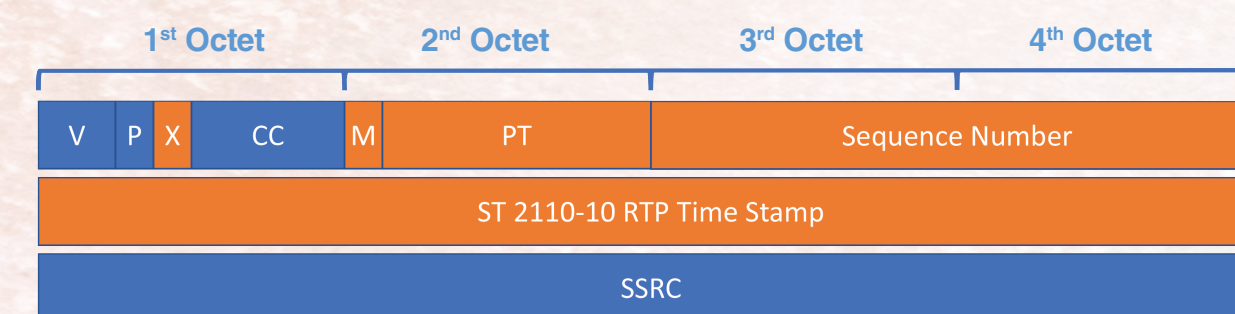 1st Octet 2nd Octet 3rd Octet 4th Octet
V P X CC M PT Sequence Number
ST 2110-10 RTP Time Stamp
SSRC